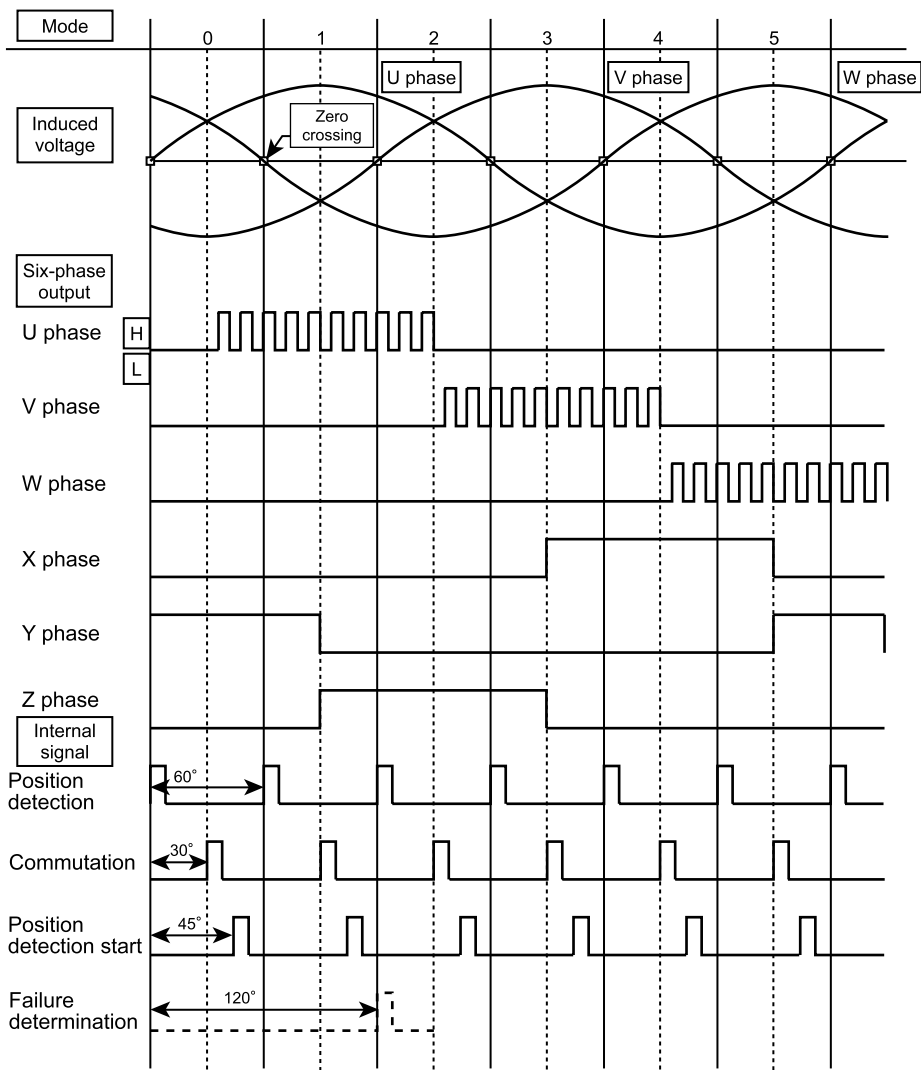 Mode
0 1 2 3 4 5
U phase V phase W phase
Induced
voltage
Zero
crossing
Six-phase
output
U phase
H
L
V phase
W phase
X phase
Y phase
Z phase
Internal
signal
Position
detection
60°
Commutation
30°
Position
detection start
45°
Failure
determination
120°